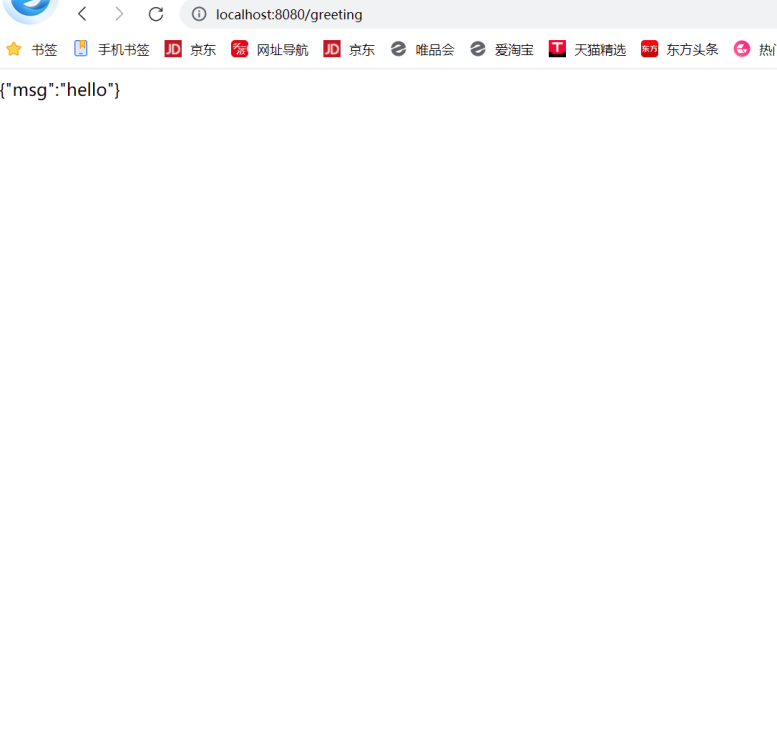 localhost:8080/greeting
书签 手机书签 JD 京东 网址导航 JD 京东 唯品会 爱淘宝 T 天猫精选 东方 东方头条 热门
{"msg":"hello"}